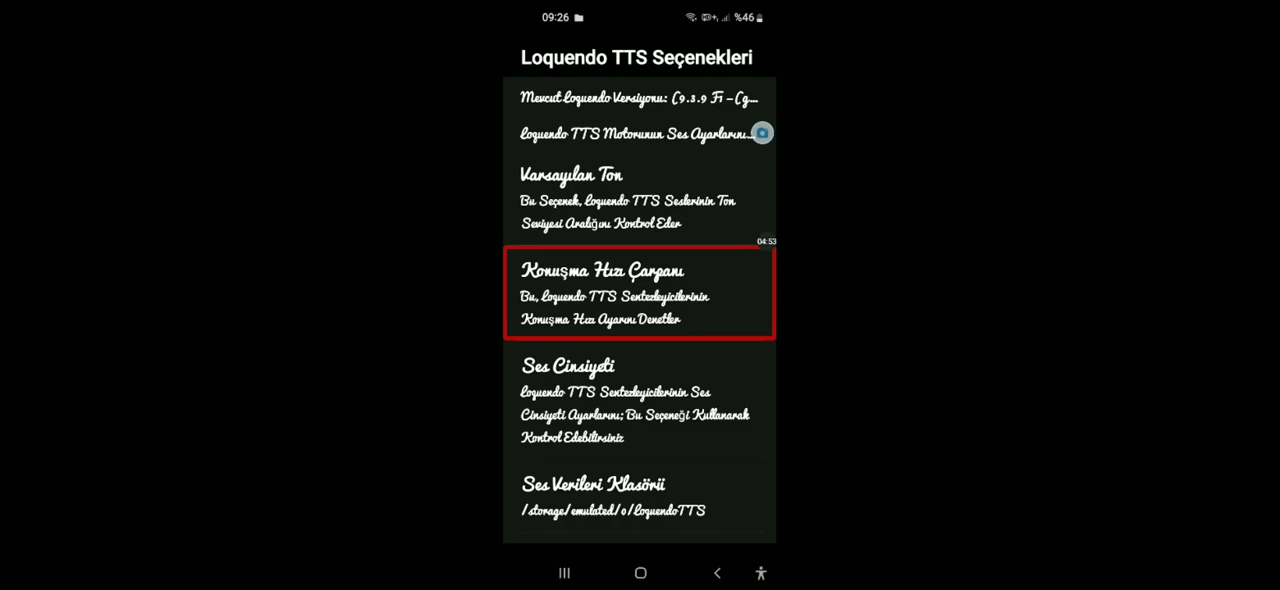 09:26 %46
Loquendo TTS Seçenekleri
Mevcut Loquendo Versiyonu: (9.3.9 F1 – (g...
Loquendo TTS Motorunun Ses Ayarlarını...
Varsayılan Ton
Bu Seçenek, Loquendo TTS Seslerinin Ton
Seviyesi Aralığını Kontrol Eder
04:53
Konuşma Hızı Çarpanı
Bu, Loquendo TTS Sentezleyicilerinin
Konuşma Hızı Ayarını Denetler
Ses Cinsiyeti
Loquendo TTS Sentezleyicilerinin Ses
Cinsiyeti Ayarlarını; Bu Seçeneği Kullanarak
Kontrol Edebilirsiniz
Ses Verileri Klasörü
/storage/emulated/0/LoquendoTTS